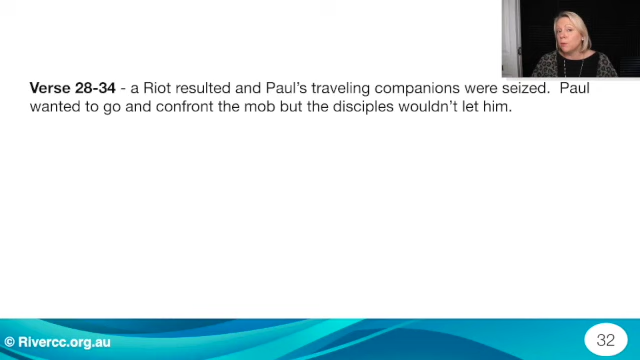 Verse 28-34 - a Riot resulted and Paul's traveling companions were seized.  Paul
wanted to go and confront the mob but the disciples wouldn't let him.
© Rivercc.org.au
32